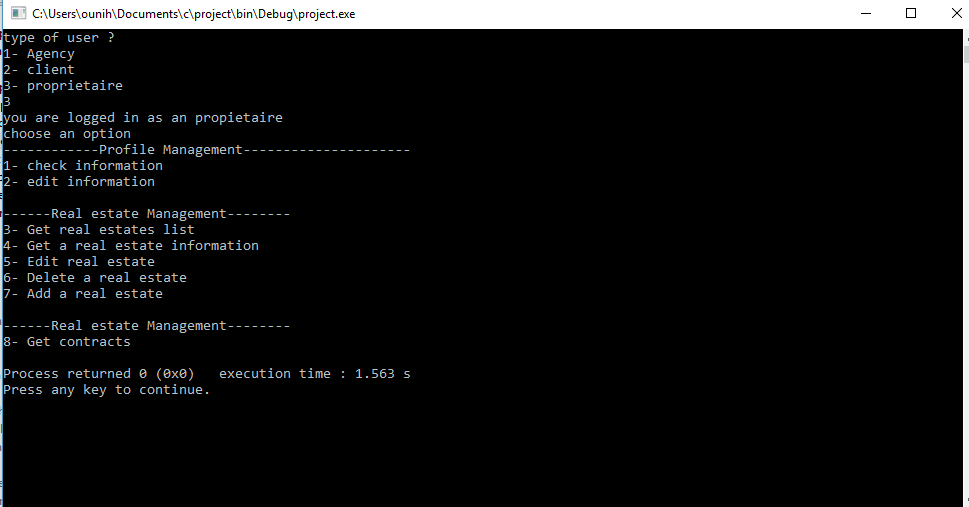 C:\Users\ounih\Documents\c\project\bin\Debug\project.exe
type of user ?
1- Agency
2- client
3- proprietaire
3
you are logged in as an propietaire
choose an option
------------Profile Management---------------------
1- check information
2- edit information
------Real estate Management--------
3- Get real estates list
4- Get a real estate information
5- Edit real estate
6- Delete a real estate
7- Add a real estate
------Real estate Management--------
8- Get contracts
Process returned 0 (0x0)   execution time : 1.563 s
Press any key to continue.